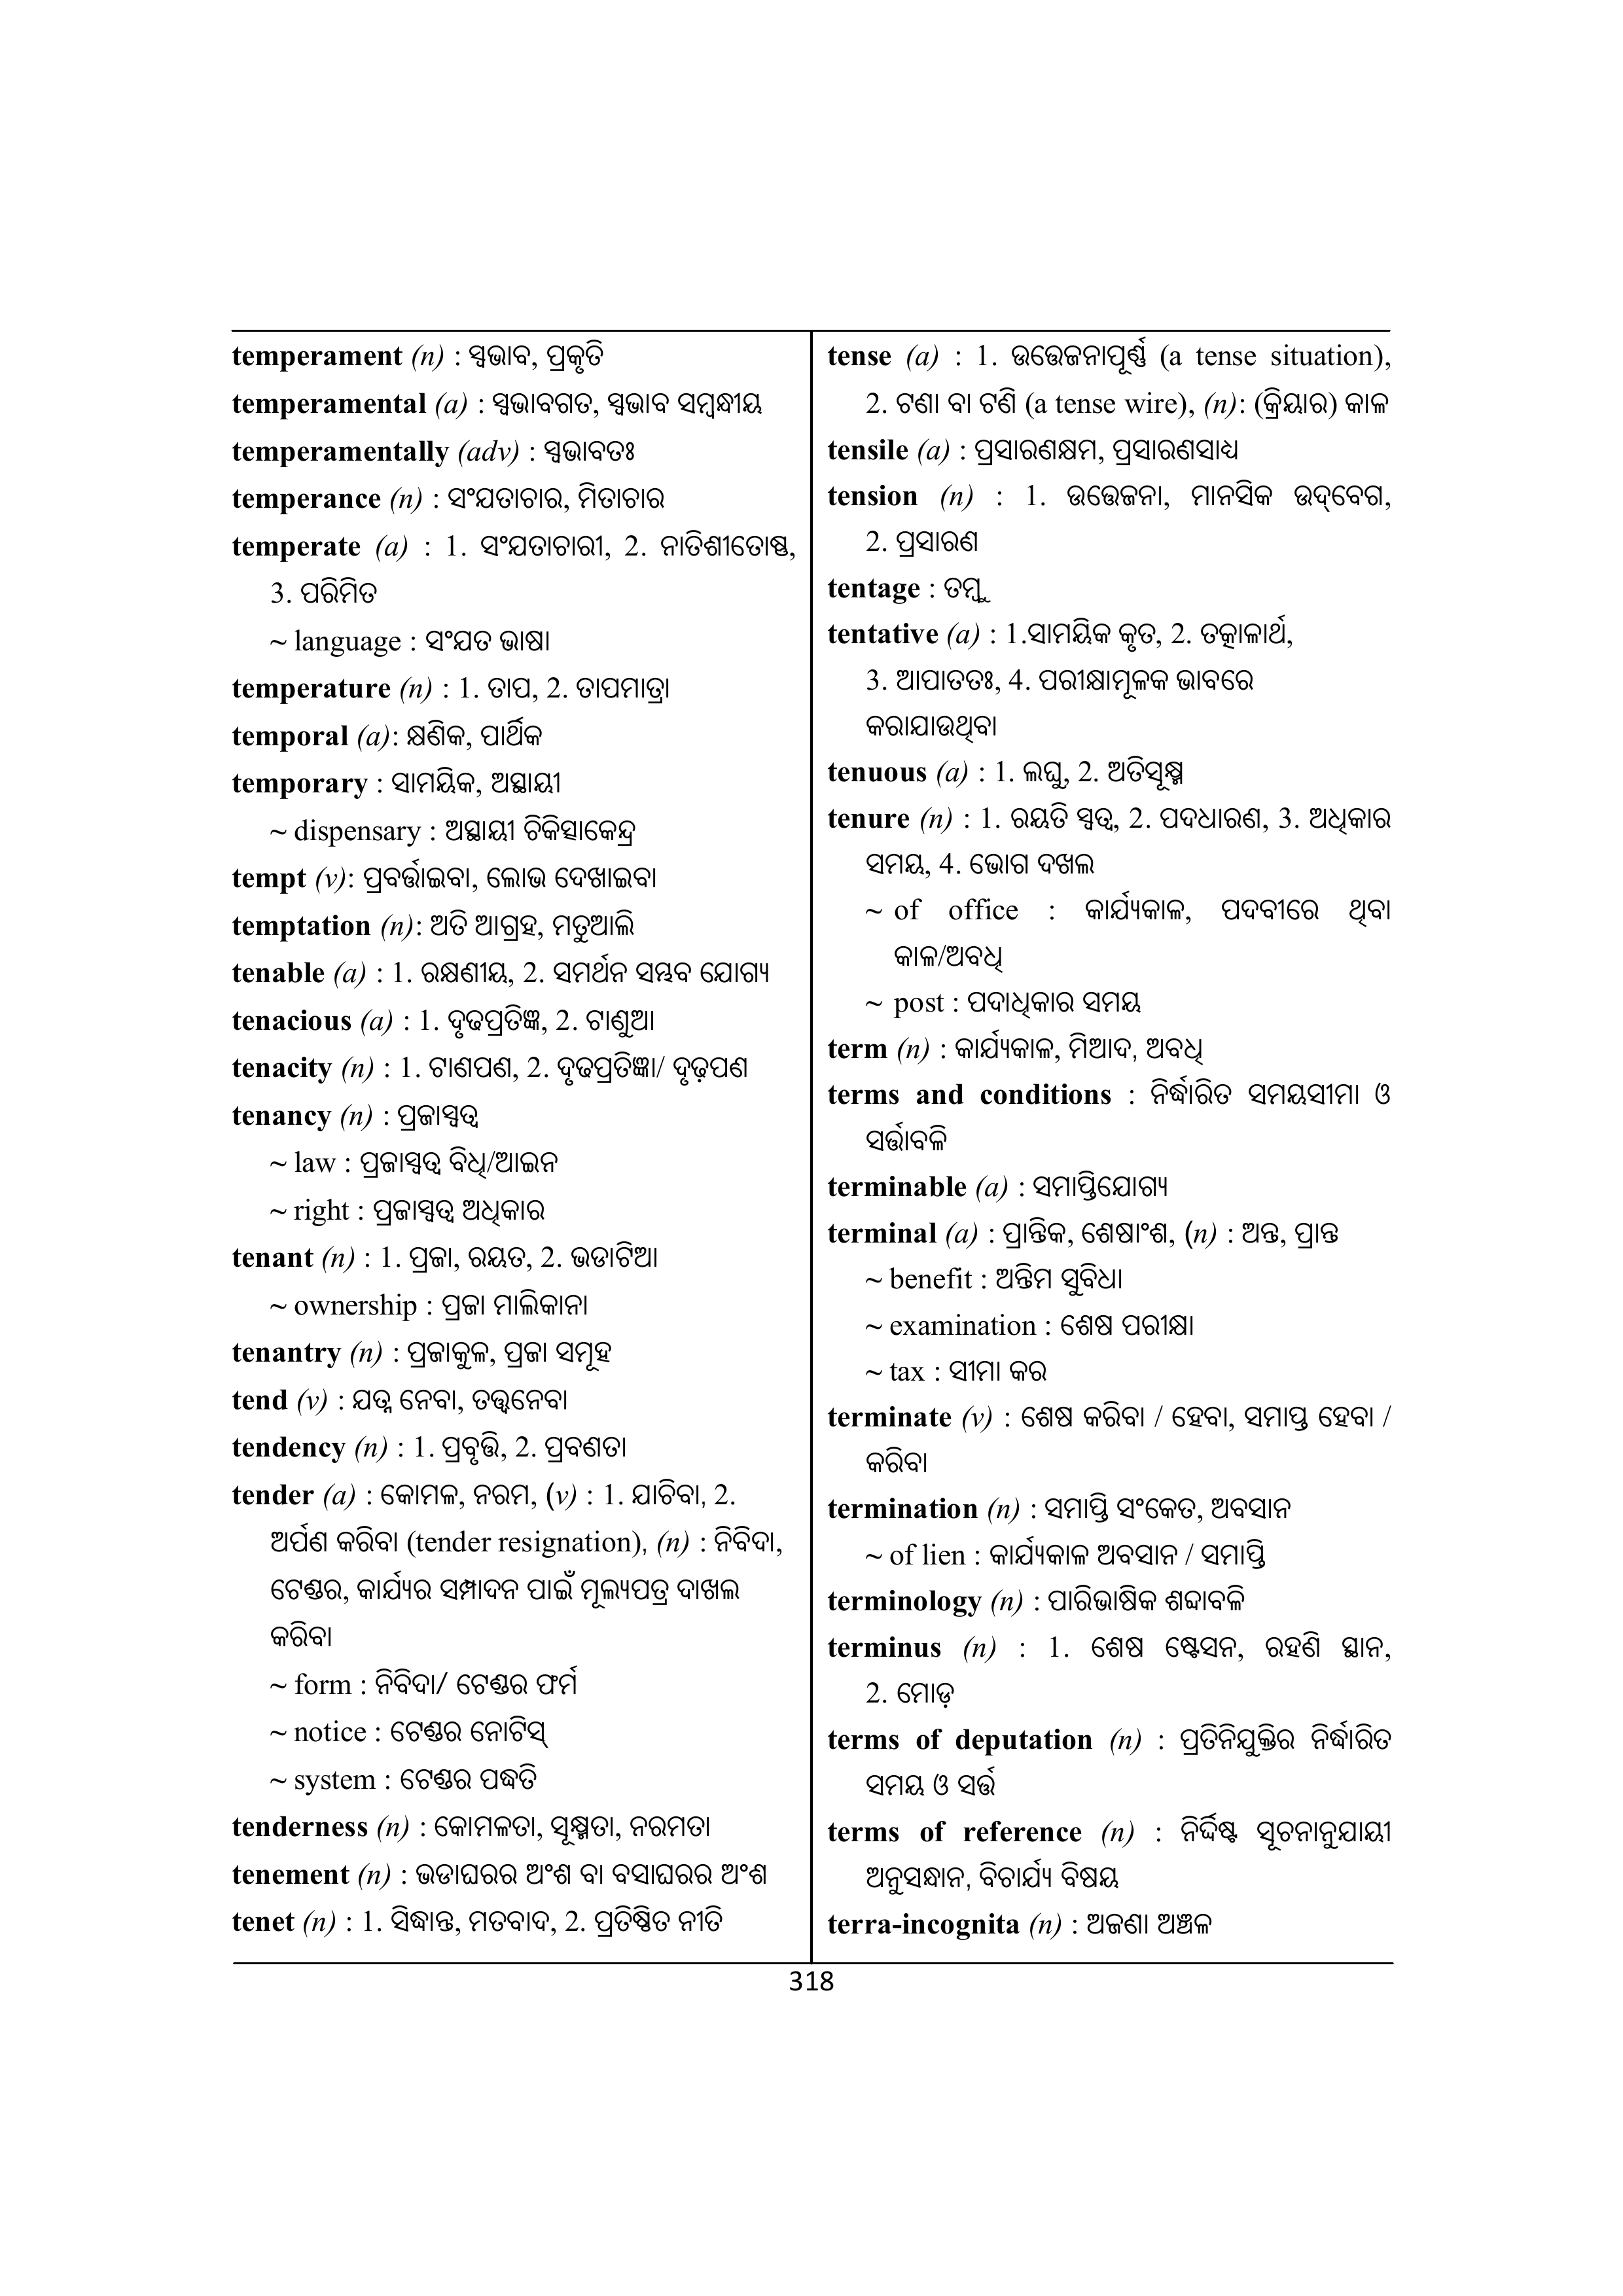 temperament (n) : ସ୍ୱଭାବ, ପ୍ରକୃତି
temperamental (a) : ସ୍ୱଭାବଗତ, ସ୍ୱଭାବ ସମ୍ବନ୍ଧୀୟ
temperamentally (adv) : ସ୍ୱଭାବତଃ
temperance (n) : ସଂଯତାଚାର, ମିତାଚାର
temperate (a) : 1. ସଂଯତାଚାରୀ, 2. ନାତିଶୀତୋଷ୍ଣ,
3. ପରିମିତ
~ language : ସଂଯତ ଭାଷା
temperature (n) : 1. ତାପ, 2. ତାପମାତ୍ରା
temporal (a): କ୍ଷଣିକ, ପାର୍ଥିକ
temporary : ସାମୟିକ, ଅସ୍ଥାୟୀ
~ dispensary : ଅସ୍ଥାୟୀ ଚିକିତ୍ସାକେନ୍ଦ୍ର
tempt (v): ପ୍ରବର୍ତ୍ତାଇବା, ଲୋଭ ଦେଖାଇବା
temptation (n): ଅତି ଆଗ୍ରହ, ମତୁଆଲି
tenable (a) : 1. ରକ୍ଷଣୀୟ, 2. ସମର୍ଥନ ସମ୍ଭବ ଯୋଗ୍ୟ
tenacious (a) : 1. ଦୃଢପ୍ରତିଜ୍ଞ, 2. ଟାଣୁଆ
tenacity (n) : 1. ଟାଣପଣ, 2. ଦୃଢପ୍ରତିଜ୍ଞା/ ଦୃଢ଼ପଣ
tenancy (n) : ପ୍ରଜାସ୍ୱତ୍ୱ
~ law : ପ୍ରଜାସ୍ୱତ୍ୱ ବିଧି/ଆଇନ
~ right : ପ୍ରଜାସ୍ୱତ୍ୱ ଅଧିକାର
tenant (n) : 1. ପ୍ରଜା, ରୟତ, 2. ଭଡାଟିଆ
~ ownership : ପ୍ରଜା ମାଲିକାନା
tenantry (n) : ପ୍ରଜାକୁଳ, ପ୍ରଜା ସମୂହ
tend (v) : ଯତ୍ନ ନେବା, ତତ୍ତ୍ୱନେବା
tendency (n) : 1. ପ୍ରବୃତ୍ତି, 2. ପ୍ରବଣତା
tender (a) : କୋମଳ, ନରମ, (v) : 1. ଯାଚିବା, 2.
ଅର୍ପଣ କରିବା (tender resignation), (n) : ନିବିଦା,
ଟେଣ୍ଡର, କାର୍ଯ୍ୟର ସମ୍ପାଦନ ପାଇଁ ମୂଲ୍ୟପତ୍ର ଦାଖଲ
କରିବା
~ form : ନିବିଦା/ ଟେଣ୍ଡର ଫର୍ମ
~ notice : ଟେଣ୍ଡର ନୋଟିସ୍
~ system : ଟେଣ୍ଡର ପଦ୍ଧତି
tenderness (n) : କୋମଳତା, ସୂକ୍ଷ୍ମତା, ନରମତା
tenement (n) : ଭଡାଘରର ଅଂଶ ବା ବସାଘରର ଅଂଶ
tenet (n) : 1. ସିଦ୍ଧାନ୍ତ, ମତବାଦ, 2. ପ୍ରତିଷ୍ଠିତ ନୀତି
tense (a) : 1. ଉତ୍ତେଜନାପୂର୍ଣ୍ଣ (a tense situation),
2. ଟଣା ବା ଟଣି (a tense wire), (n): (କ୍ରିୟାର) କାଳ
tensile (a) : ପ୍ରସାରଣକ୍ଷମ, ପ୍ରସାରଣସାଧ୍ୟ
tension (n) : 1. ଉତ୍ତେଜନା, ମାନସିକ ଉଦ୍‌ବେଗ,
2. ପ୍ରସାରଣ
tentage : ତମ୍ବୁ
tentative (a) : 1.ସାମୟିକ କୃତ, 2. ତତ୍କାଳାର୍ଥ,
3. ଆପାତତଃ, 4. ପରୀକ୍ଷାମୂଳକ ଭାବରେ
କରାଯାଉଥିବା
tenuous (a) : 1. ଲଘୁ, 2. ଅତିସୂକ୍ଷ୍ମ
tenure (n) : 1. ରୟତି ସ୍ୱତ୍ୱ, 2. ପଦଧାରଣ, 3. ଅଧିକାର
ସମୟ, 4. ଭୋଗ ଦଖଲ
~ of office : କାର୍ଯ୍ୟକାଳ, ପଦବୀରେ ଥିବା
କାଳ/ଅବଧି
~ post : ପଦାଧିକାର ସମୟ
term (n) : କାର୍ଯ୍ୟକାଳ, ମିଆଦ, ଅବଧି
terms and conditions : ନିର୍ଦ୍ଧାରିତ ସମୟସୀମା ଓ
ସର୍ତ୍ତାବଳି
terminable (a) : ସମାପ୍ତିଯୋଗ୍ୟ
terminal (a) : ପ୍ରାନ୍ତିକ, ଶେଷାଂଶ, (n) : ଅନ୍ତ, ପ୍ରାନ୍ତ
~ benefit : ଅନ୍ତିମ ସୁବିଧା
~ examination : ଶେଷ ପରୀକ୍ଷା
~ tax : ସୀମା କର
terminate (v) : ଶେଷ କରିବା / ହେବା, ସମାପ୍ତ ହେବା /
କରିବା
termination (n) : ସମାପ୍ତି ସଂକେତ, ଅବସାନ
~ of lien : କାର୍ଯ୍ୟକାଳ ଅବସାନ / ସମାପ୍ତି
terminology (n) : ପାରିଭାଷିକ ଶବ୍ଦାବଳି
terminus (n) : 1. ଶେଷ ଷ୍ଟେସନ, ରହଣି ସ୍ଥାନ,
2. ମୋଡ଼
terms of deputation (n) : ପ୍ରତିନିଯୁକ୍ତିର ନିର୍ଦ୍ଧାରିତ
ସମୟ ଓ ସର୍ତ୍ତ
terms of reference (n) : ନିର୍ଦ୍ଦିଷ୍ଟ ସୂଚନାନୁଯାୟୀ
ଅନୁସନ୍ଧାନ, ବିଚାର୍ଯ୍ୟ ବିଷୟ
terra-incognita (n) : ଅଜଣା ଅଞ୍ଚଳ
318